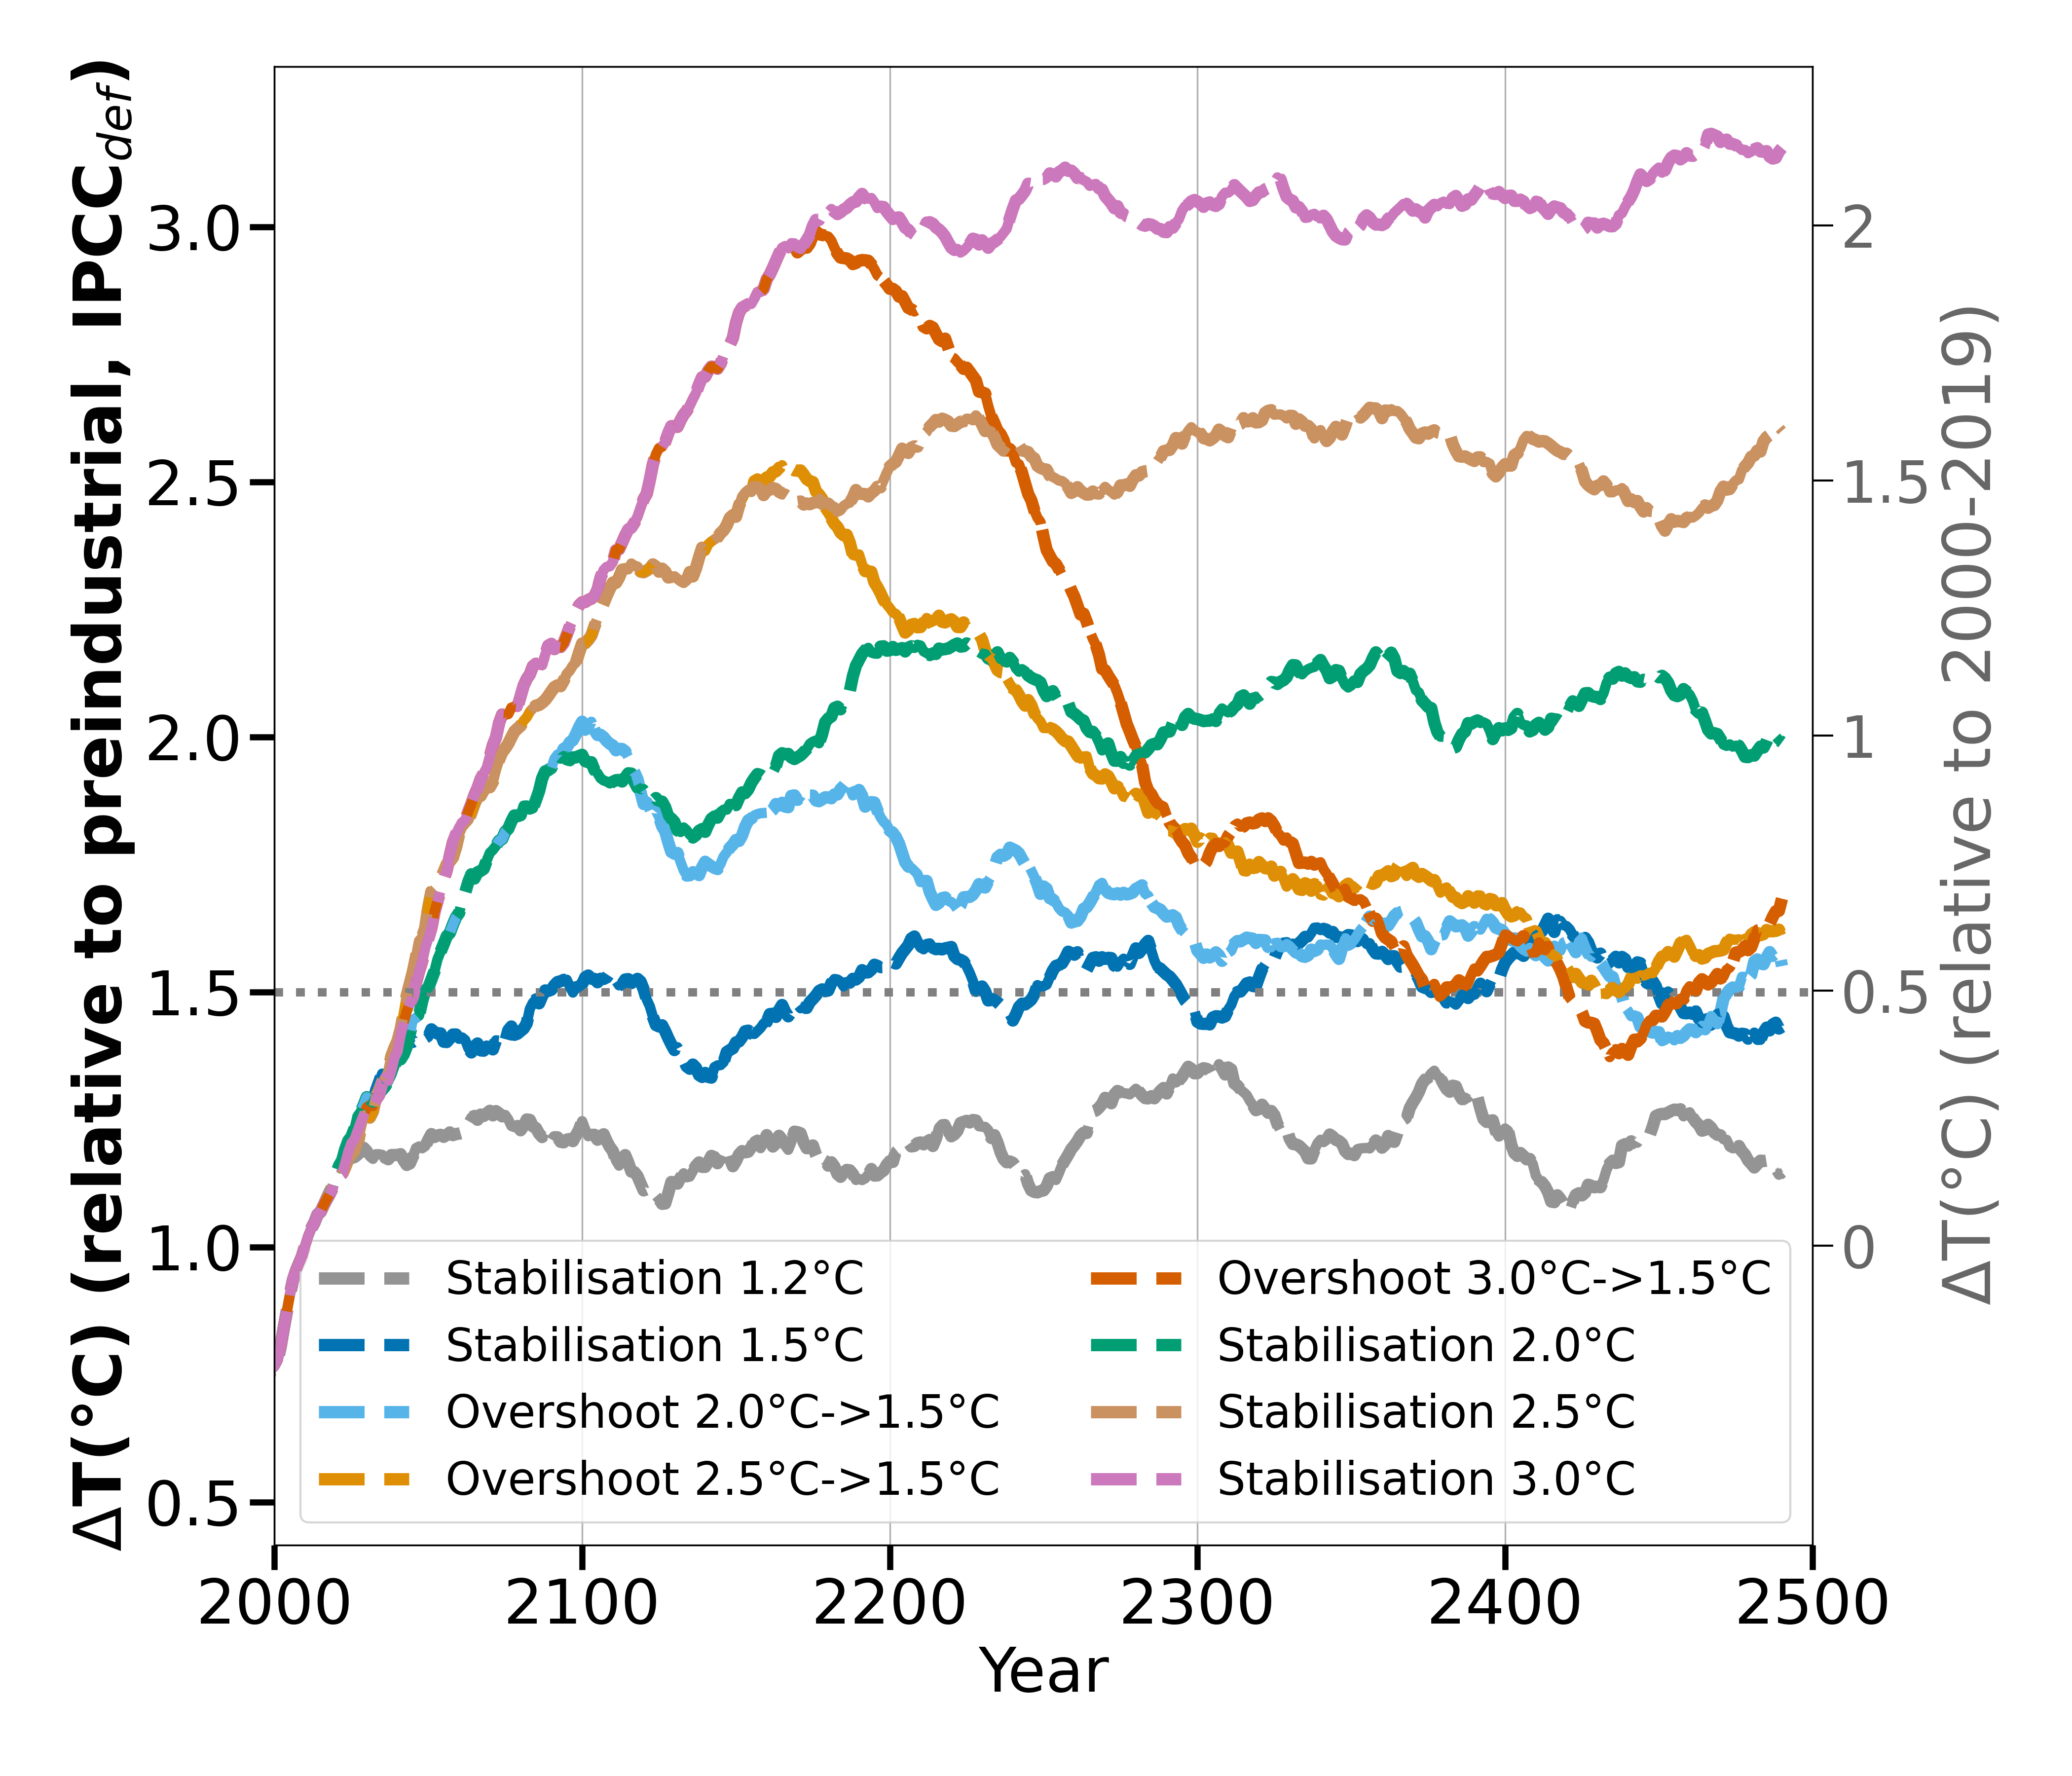 ΔT(°C) (relative to preindustrial, IPCC_def)
3.0
2.5
2.0
1.5
1.0
0.5
2
1.5
1
0.5
0
ΔT(°C) (relative to 2000-2019)
Stabilisation 1.2°C
Stabilisation 1.5°C
Overshoot 2.0°C->1.5°C
Overshoot 2.5°C->1.5°C
Overshoot 3.0°C->1.5°C
Stabilisation 2.0°C
Stabilisation 2.5°C
Stabilisation 3.0°C
2000 2100 2200 2300 2400 2500
Year